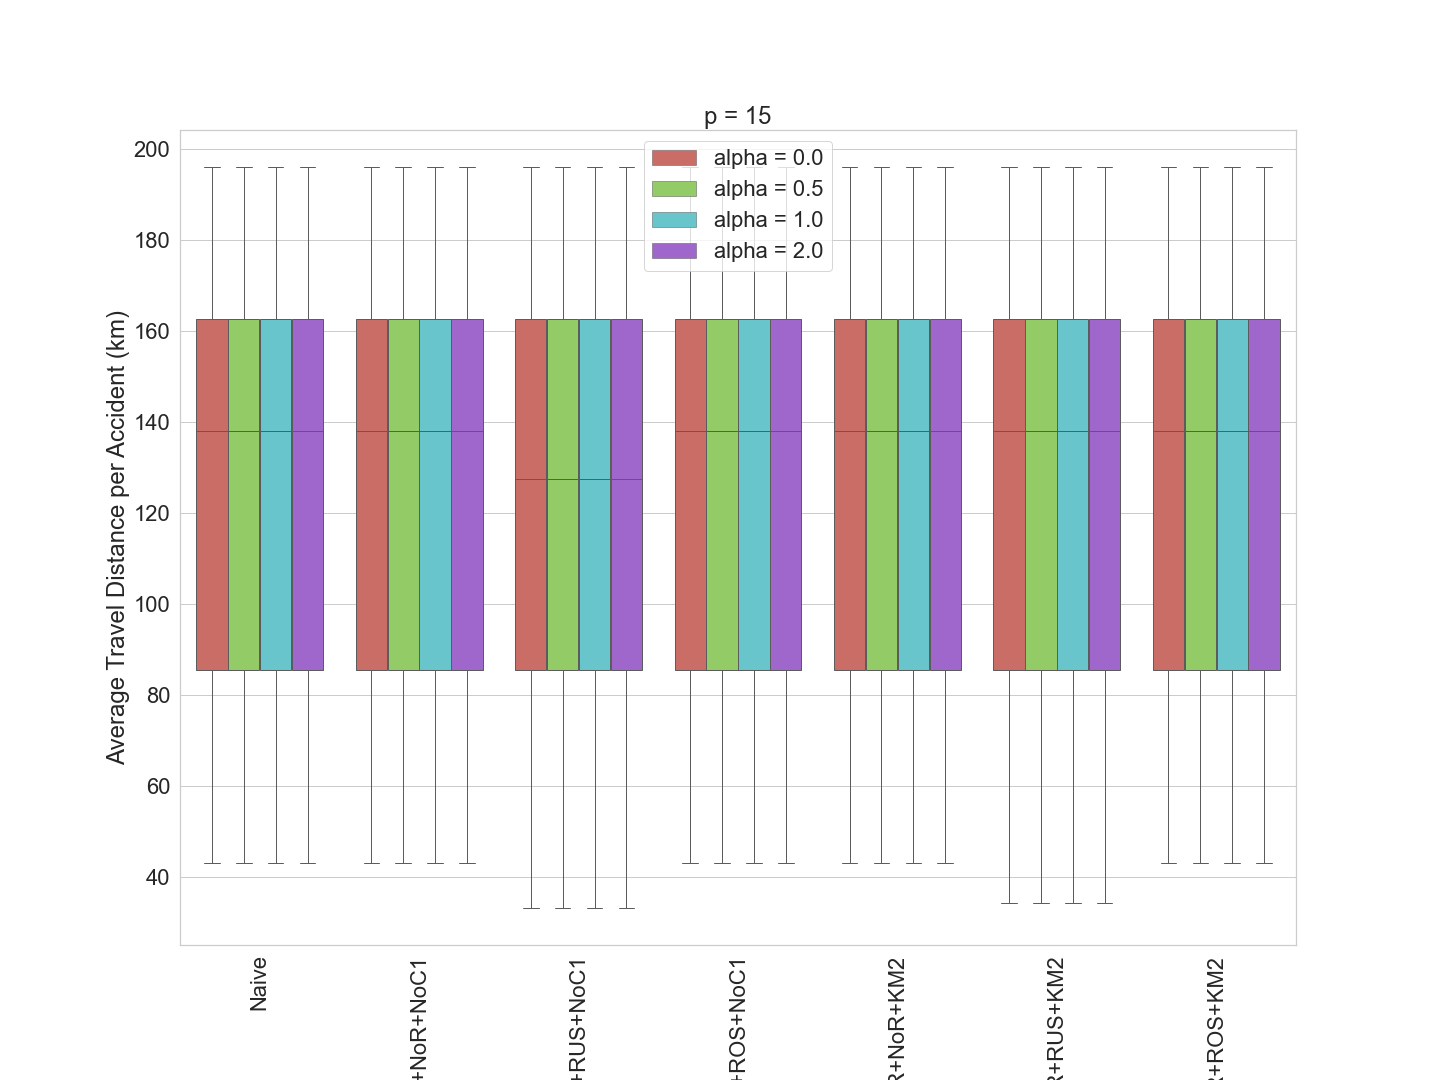 p = 15
alpha = 0.0
alpha = 0.5
alpha = 1.0
alpha = 2.0
Average Travel Distance per Accident (km)
200
180
160
140
120
100
80
60
40
Naive
+NoR+NoC1
+RUS+NoC1
+ROS+NoC1
R+NoR+KM2
R+RUS+KM2
R+ROS+KM2